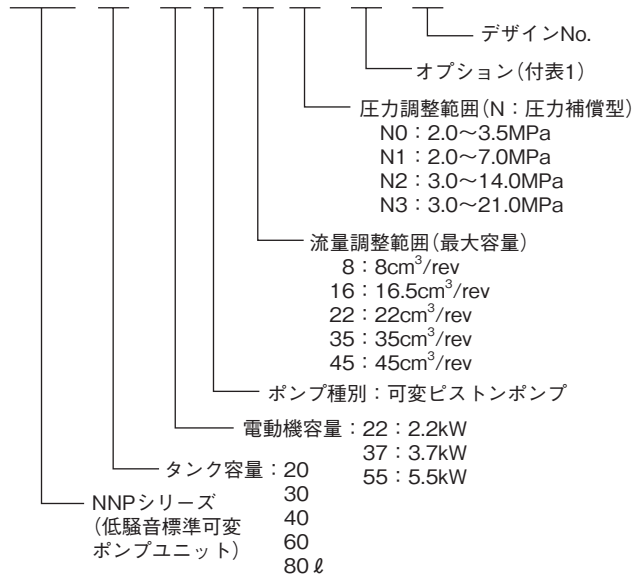 デザインNo.
オプション(付表1)
圧力調整範囲(N：圧力補償型)
N0：2.0～3.5MPa
N1：2.0～7.0MPa
N2：3.0～14.0MPa
N3：3.0～21.0MPa
流量調整範囲(最大容量)
8：8cm³/rev
16：16.5cm³/rev
22：22cm³/rev
35：35cm³/rev
45：45cm³/rev
ポンプ種別：可変ピストンポンプ
電動機容量：22：2.2kW
37：3.7kW
55：5.5kW
タンク容量：20
30
40
60
80ℓ
NNPシリーズ
(低騒音標準可変
ポンプユニット)